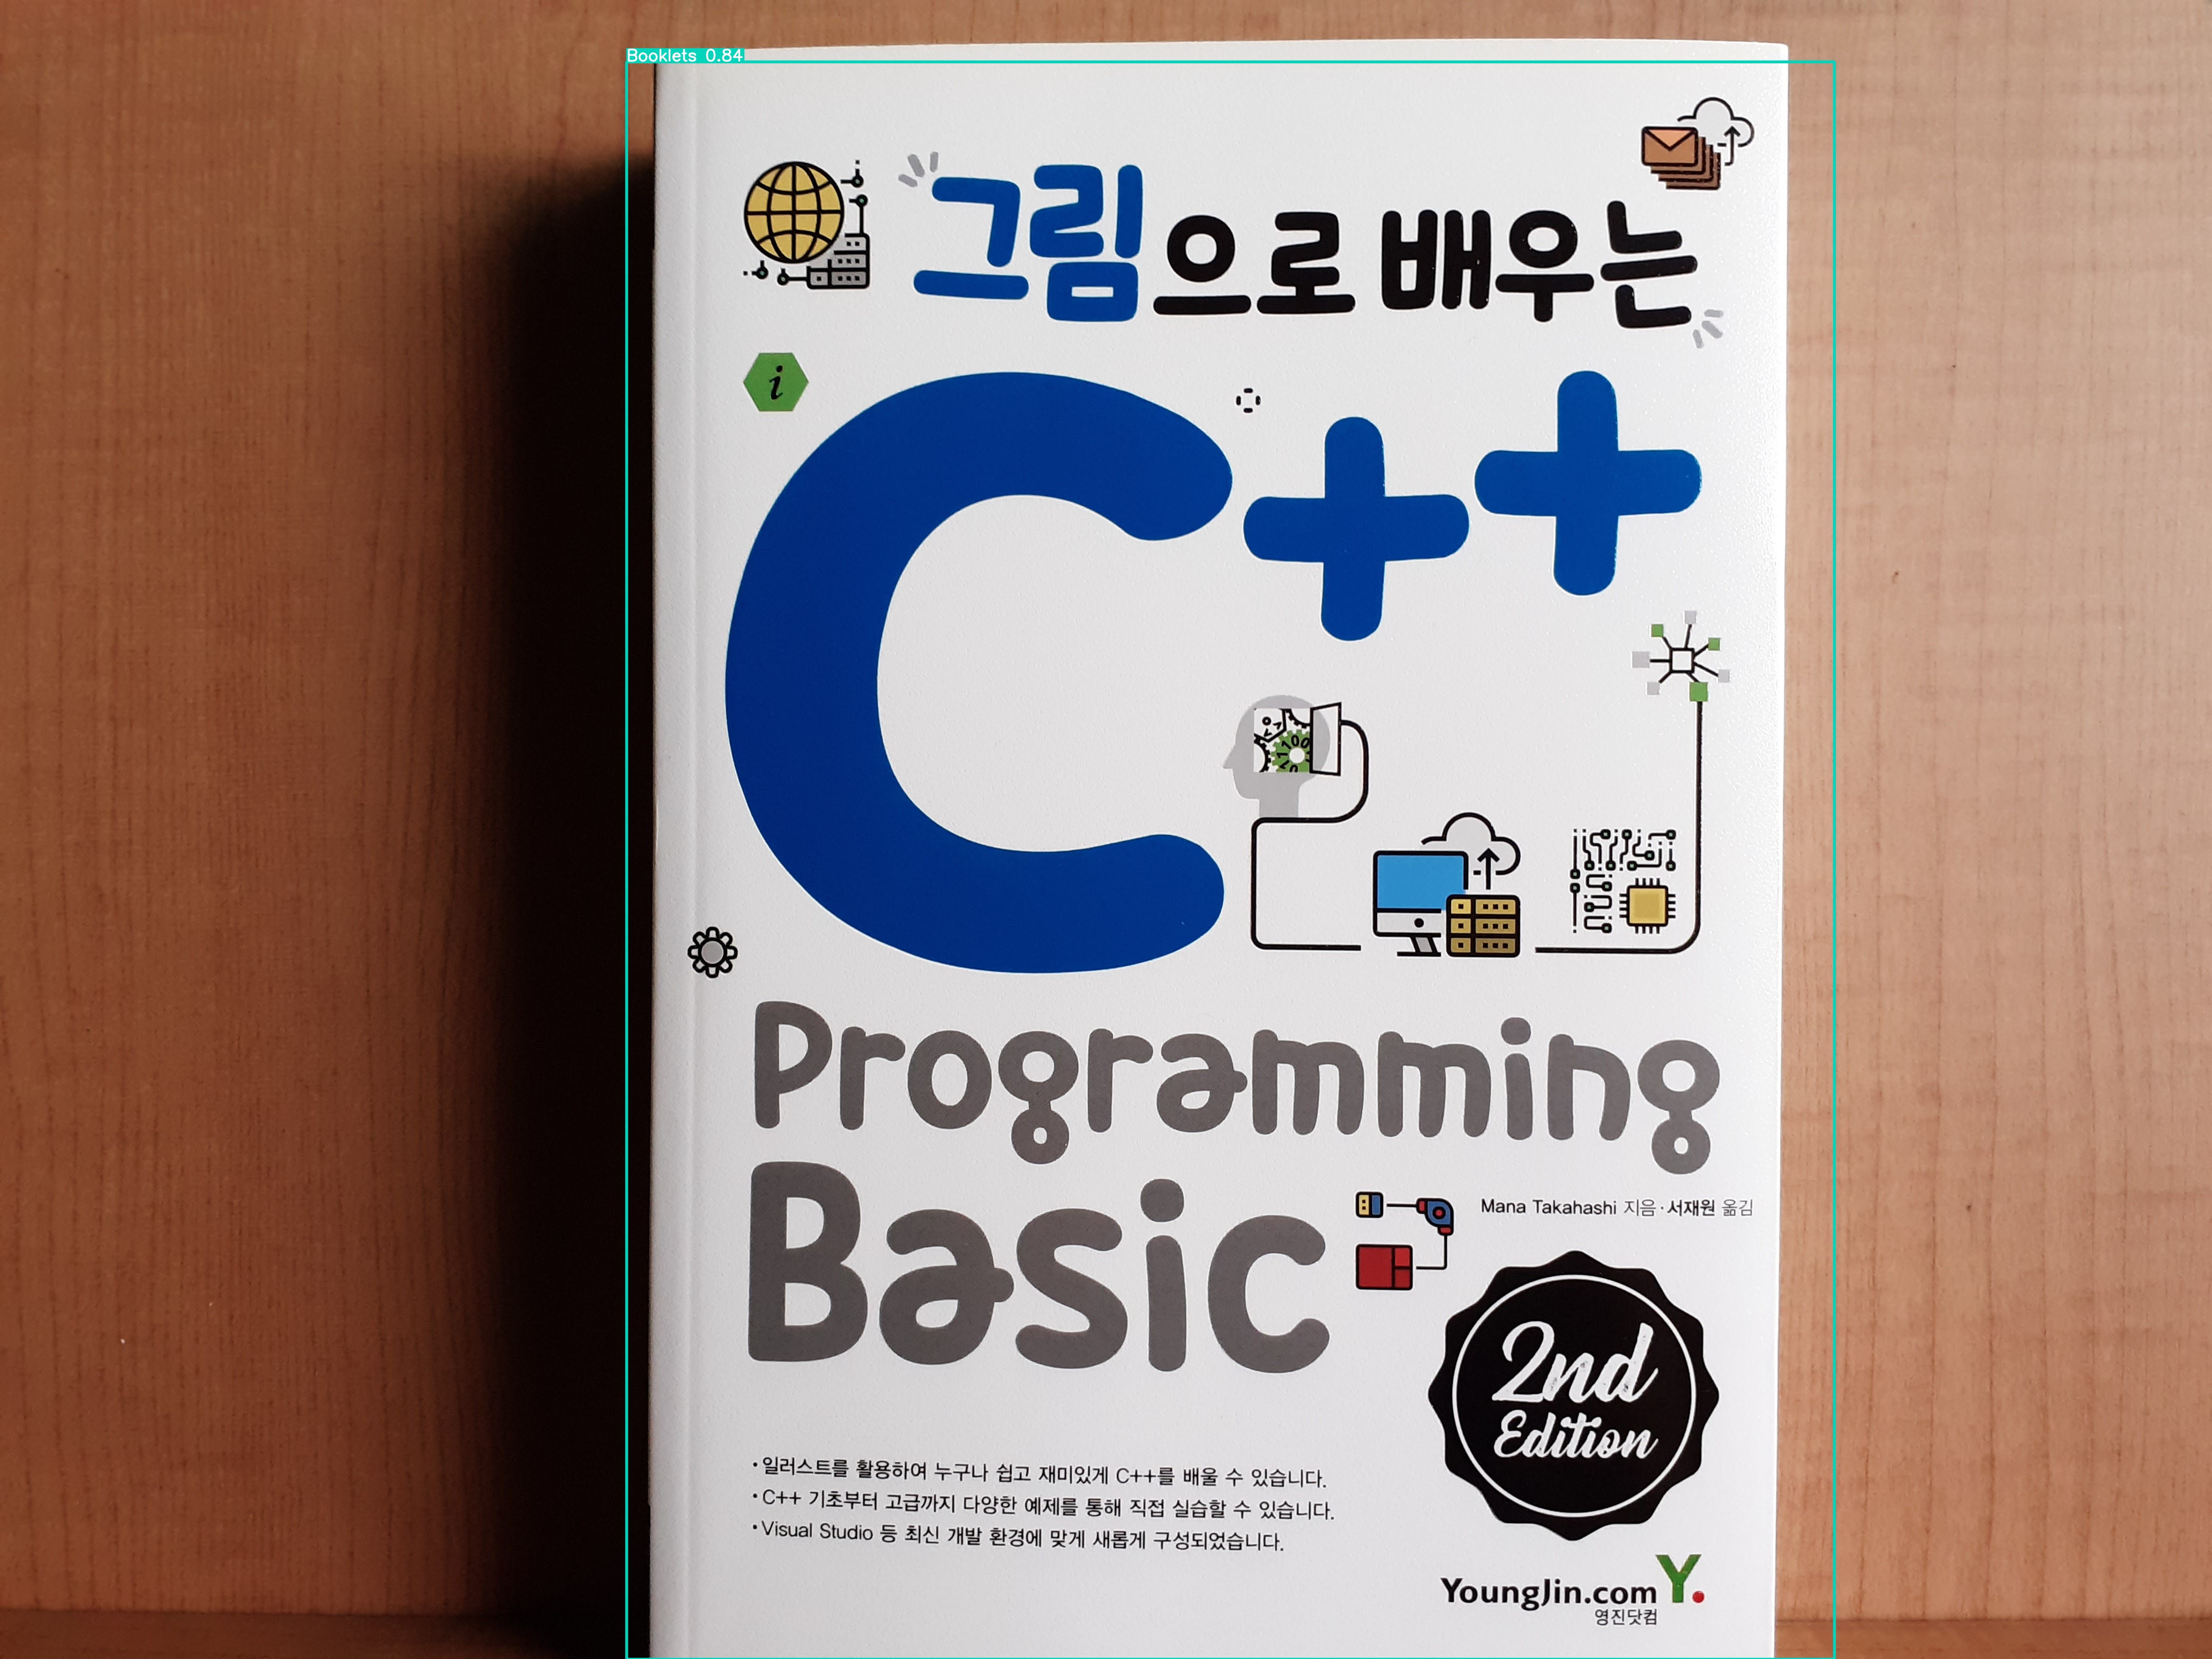 Booklets 0.84
그림으로 배우는
i
C++
Programming
Basic
Mana Takahashi 지음·서재원 옮김
2nd
Edition
•일러스트를 활용하여 누구나 쉽고 재미있게 C++를 배울 수 있습니다.
•C++ 기초부터 고급까지 다양한 예제를 통해 직접 실습할 수 있습니다.
•Visual Studio 등 최신 개발 환경에 맞게 새롭게 구성되었습니다.
YoungJin.com Y.
영진닷컴